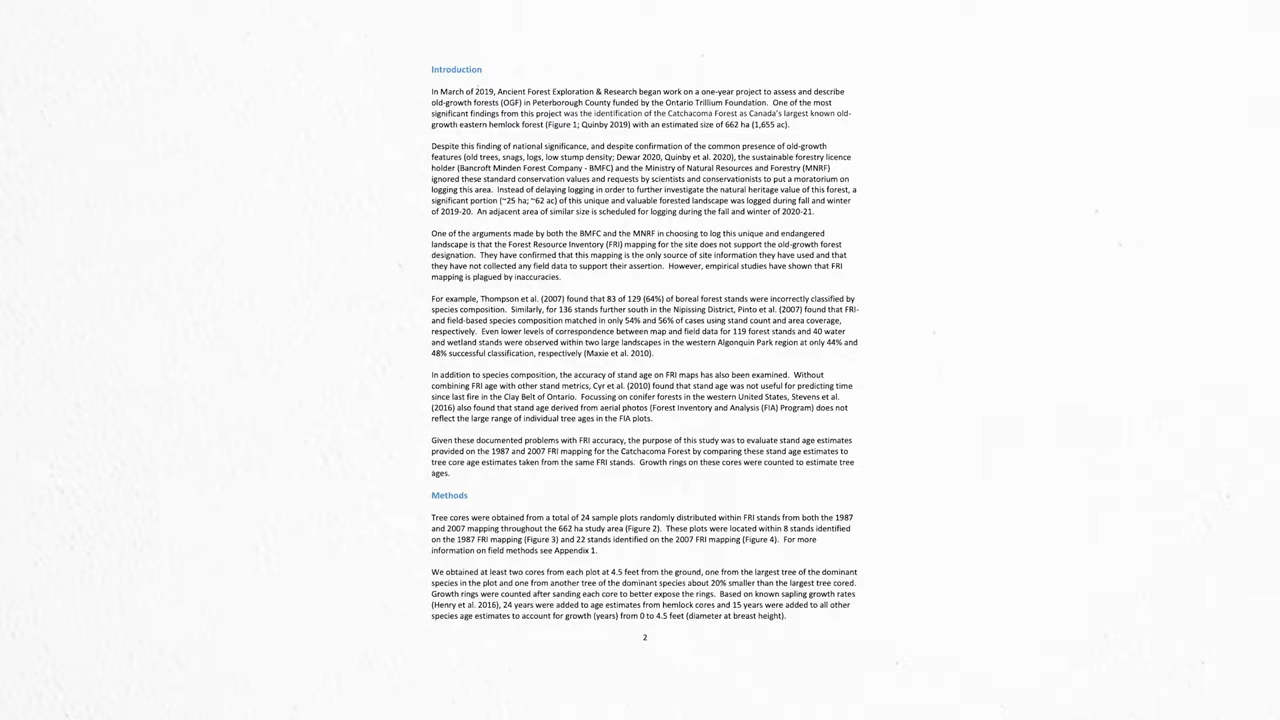 Introduction
In March of 2019, Ancient Forest Exploration & Research began work on a one-year project to assess and describe
old-growth forests (OGF) in Peterborough County funded by the Ontario Trillium Foundation.  One of the most
significant findings from this project was the identification of the Catchacoma Forest as Canada's largest known old-
growth eastern hemlock forest (Figure 1; Quinby 2019) with an estimated size of 662 ha (1,655 ac).
Despite this finding of national significance, and despite confirmation of the common presence of old-growth
features (old trees, snags, logs, low stump density; Dewar 2020, Quinby et al. 2020), the sustainable forestry licence
holder (Bancroft Minden Forest Company - BMFC) and the Ministry of Natural Resources and Forestry (MNRF)
ignored these standard conservation values and requests by scientists and conservationists to put a moratorium on
logging this area.  Instead of delaying logging in order to further investigate the natural heritage value of this forest, a
significant portion (~25 ha; ~62 ac) of this unique and valuable forested landscape was logged during fall and winter
of 2019-20.  An adjacent area of similar size is scheduled for logging during the fall and winter of 2020-21.
One of the arguments made by both the BMFC and the MNRF in choosing to log this unique and endangered
landscape is that the Forest Resource Inventory (FRI) mapping for the site does not support the old-growth forest
designation.  They have confirmed that this mapping is the only source of site information they have used and that
they have not collected any field data to support their assertion.  However, empirical studies have shown that FRI
mapping is plagued by inaccuracies.
For example, Thompson et al. (2007) found that 83 of 129 (64%) of boreal forest stands were incorrectly classified by
species composition.  Similarly, for 136 stands further south in the Nipissing District, Pinto et al. (2007) found that FRI-
and field-based species composition matched in only 54% and 56% of cases using stand count and area coverage,
respectively.  Even lower levels of correspondence between map and field data for 119 forest stands and 40 water
and wetland stands were observed within two large landscapes in the western Algonquin Park region at only 44% and
48% successful classification, respectively (Maxie et al. 2010).
In addition to species composition, the accuracy of stand age on FRI maps has also been examined.  Without
combining FRI age with other stand metrics, Cyr et al. (2010) found that stand age was not useful for predicting time
since last fire in the Clay Belt of Ontario.  Focussing on conifer forests in the western United States, Stevens et al.
(2016) also found that stand age derived from aerial photos (Forest Inventory and Analysis (FIA) Program) does not
reflect the large range of individual tree ages in the FIA plots.
Given these documented problems with FRI accuracy, the purpose of this study was to evaluate stand age estimates
provided on the 1987 and 2007 FRI mapping for the Catchacoma Forest by comparing these stand age estimates to
tree core age estimates taken from the same FRI stands.  Growth rings on these cores were counted to estimate tree
ages.
Methods
Tree cores were obtained from a total of 24 sample plots randomly distributed within FRI stands from both the 1987
and 2007 mapping throughout the 662 ha study area (Figure 2).  These plots were located within 8 stands identified
on the 1987 FRI mapping (Figure 3) and 22 stands identified on the 2007 FRI mapping (Figure 4).  For more
information on field methods see Appendix 1.
We obtained at least two cores from each plot at 4.5 feet from the ground, one from the largest tree of the dominant
species in the plot and one from another tree of the dominant species about 20% smaller than the largest tree cored.
Growth rings were counted after sanding each core to better expose the rings.  Based on known sapling growth rates
(Henry et al. 2016), 24 years were added to age estimates from hemlock cores and 15 years were added to all other
species age estimates to account for growth (years) from 0 to 4.5 feet (diameter at breast height).
2